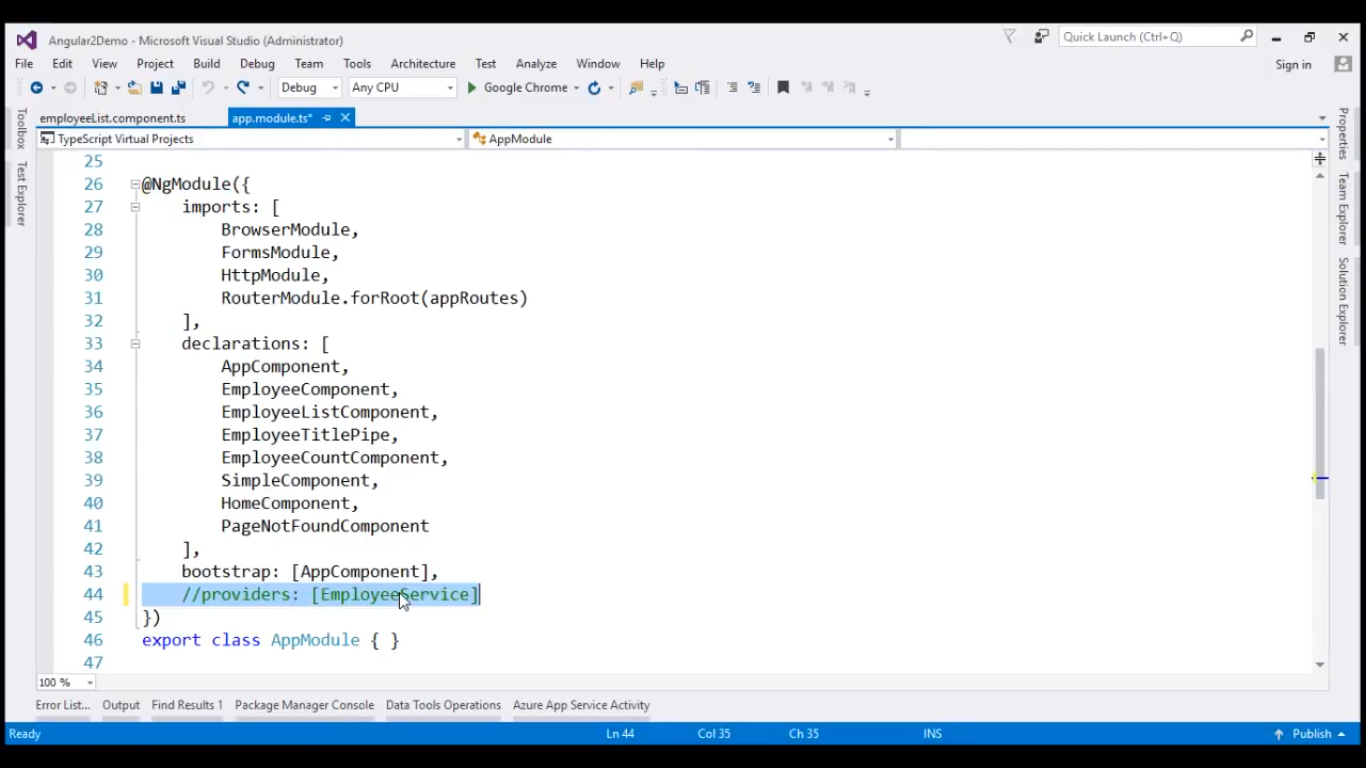 Angular2Demo - Microsoft Visual Studio (Administrator)
Quick Launch (Ctrl+Q)
File Edit View Project Build Debug Team Tools Architecture Test Analyze Window Help
Sign in
Debug Any CPU Google Chrome
Toolbox
Test Explorer
employeeList.component.ts app.module.ts*
TypeScript Virtual Projects AppModule
25
26 @NgModule({
27 imports: [
28 BrowserModule,
29 FormsModule,
30 HttpModule,
31 RouterModule.forRoot(appRoutes)
32 ],
33 declarations: [
34 AppComponent,
35 EmployeeComponent,
36 EmployeeListComponent,
37 EmployeeTitlePipe,
38 EmployeeCountComponent,
39 SimpleComponent,
40 HomeComponent,
41 PageNotFoundComponent
42 ],
43 bootstrap: [AppComponent],
44 //providers: [EmployeeService]
45 })
46 export class AppModule { }
47
Properties
Team Explorer
Solution Explorer
100 %
Error List... Output Find Results 1 Package Manager Console Data Tools Operations Azure App Service Activity
Ready Ln 44 Col 35 Ch 35 INS Publish